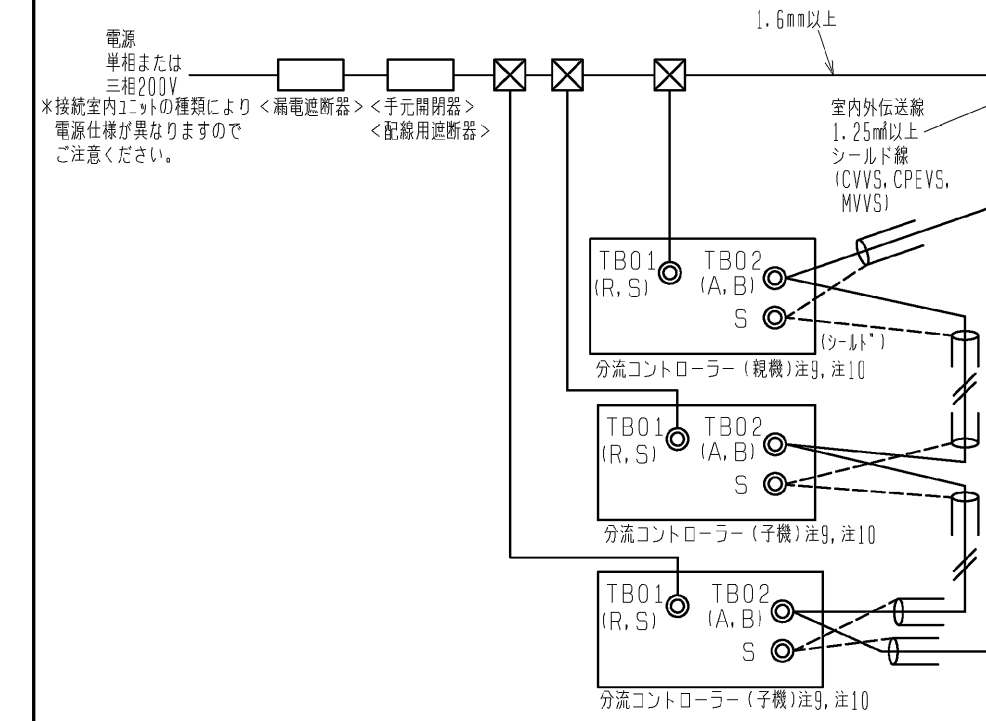 1.6mm以上
電源
単相または
三相200V
*接続室内ユニットの種類により
電源仕様が異なりますので
ご注意ください。
<漏電遮断器>
<手元開閉器>
<配線用遮断器>
室内外伝送線
1.25mm²以上
シールド線
(CVVS, CPEVS,
MVVS)
TB01
(R, S)
TB02
(A, B)
S
(シールド)
分流コントローラー(親機)注9, 注10
TB01
(R, S)
TB02
(A, B)
S
分流コントローラー(子機)注9, 注10
TB01
(R, S)
TB02
(A, B)
S
分流コントローラー(子機)注9, 注10